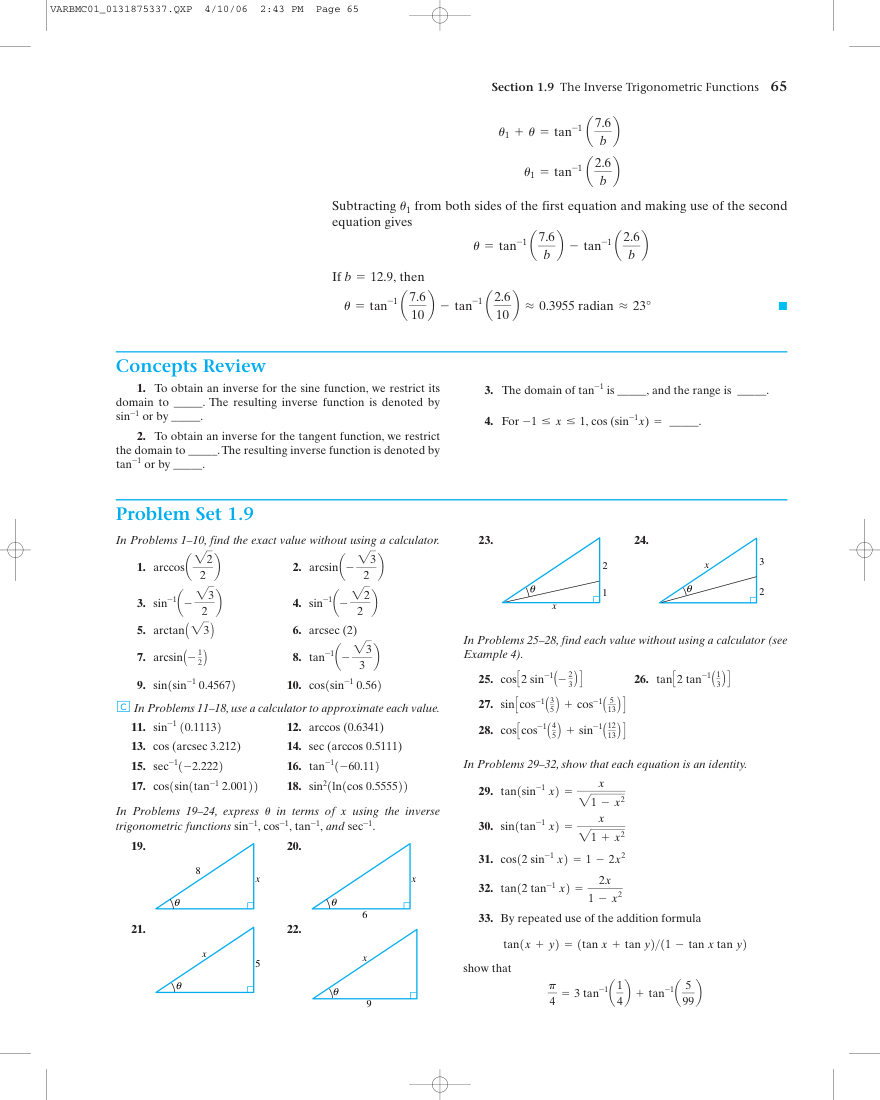 VARBMC01_0131875337.QXP 4/10/06 2:43 PM Page 65
Section 1.9 The Inverse Trigonometric Functions 65
θ₁ + θ = tan⁻¹(7.6/b)
θ₁ = tan⁻¹(2.6/b)
Subtracting θ₁ from both sides of the first equation and making use of the second
equation gives
θ = tan⁻¹(7.6/b) − tan⁻¹(2.6/b)
If b = 12.9, then
θ = tan⁻¹(7.6/10) − tan⁻¹(2.6/10) ≈ 0.3955 radian ≈ 23°
Concepts Review
1. To obtain an inverse for the sine function, we restrict its
domain to _____. The resulting inverse function is denoted by
sin⁻¹ or by _____.
2. To obtain an inverse for the tangent function, we restrict
the domain to _____. The resulting inverse function is denoted by
tan⁻¹ or by _____.
3. The domain of tan⁻¹ is _____, and the range is _____.
4. For −1 ≤ x ≤ 1, cos (sin⁻¹x) = _____.
Problem Set 1.9
In Problems 1–10, find the exact value without using a calculator.
1. arccos(√2/2) 2. arcsin(−√3/2)
3. sin⁻¹(−√3/2) 4. sin⁻¹(−√2/2)
5. arctan(√3) 6. arcsec (2)
7. arcsin(−1/2) 8. tan⁻¹(−√3/3)
9. sin(sin⁻¹ 0.4567) 10. cos(sin⁻¹ 0.56)
C In Problems 11–18, use a calculator to approximate each value.
11. sin⁻¹ (0.1113) 12. arccos (0.6341)
13. cos (arcsec 3.212) 14. sec (arccos 0.5111)
15. sec⁻¹(−2.222) 16. tan⁻¹(−60.11)
17. cos(sin(tan⁻¹ 2.001)) 18. sin²(ln(cos 0.5555))
In Problems 19–24, express θ in terms of x using the inverse
trigonometric functions sin⁻¹, cos⁻¹, tan⁻¹, and sec⁻¹.
19. 20.
8 x θ
x θ 6
21. 22.
x 5 θ
x θ 9
23. 24.
2 1 θ x
x 3 2 θ
In Problems 25–28, find each value without using a calculator (see
Example 4).
25. cos[2 sin⁻¹(−2/3)] 26. tan[2 tan⁻¹(1/3)]
27. sin[cos⁻¹(3/5) + cos⁻¹(5/13)]
28. cos[cos⁻¹(4/5) + sin⁻¹(12/13)]
In Problems 29–32, show that each equation is an identity.
29. tan(sin⁻¹ x) = x/√(1 − x²)
30. sin(tan⁻¹ x) = x/√(1 + x²)
31. cos(2 sin⁻¹ x) = 1 − 2x²
32. tan(2 tan⁻¹ x) = 2x/(1 − x²)
33. By repeated use of the addition formula
tan(x + y) = (tan x + tan y)/(1 − tan x tan y)
show that
π/4 = 3 tan⁻¹(1/4) + tan⁻¹(5/99)